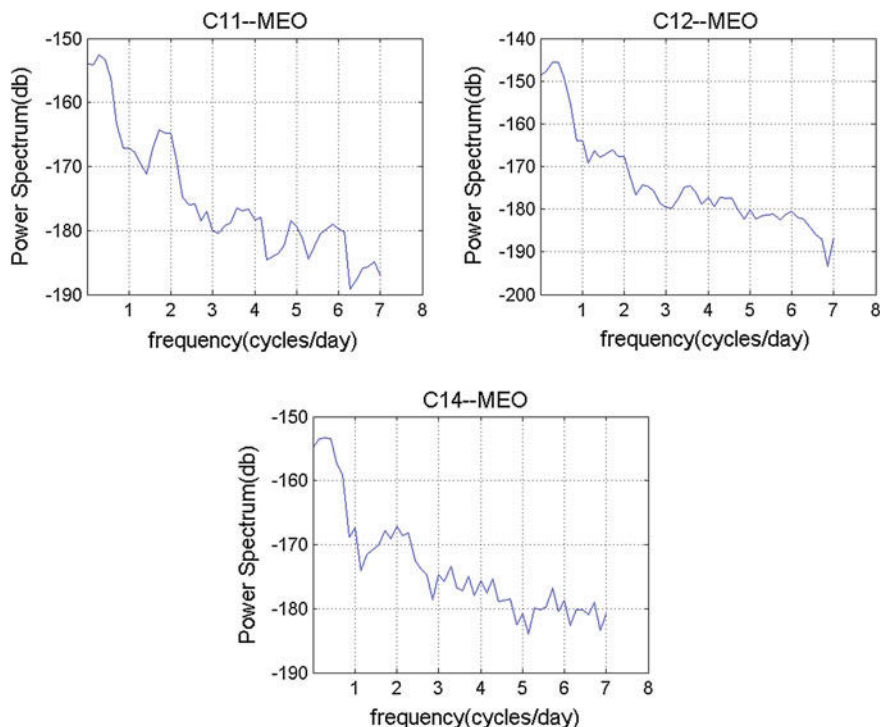 C11--MEO
Power Spectrum(db)
-150
-160
-170
-180
-190
1 2 3 4 5 6 7 8
frequency(cycles/day)
C12--MEO
Power Spectrum(db)
-140
-150
-160
-170
-180
-190
-200
1 2 3 4 5 6 7 8
frequency(cycles/day)
C14--MEO
Power Spectrum(db)
-150
-160
-170
-180
-190
1 2 3 4 5 6 7 8
frequency(cycles/day)